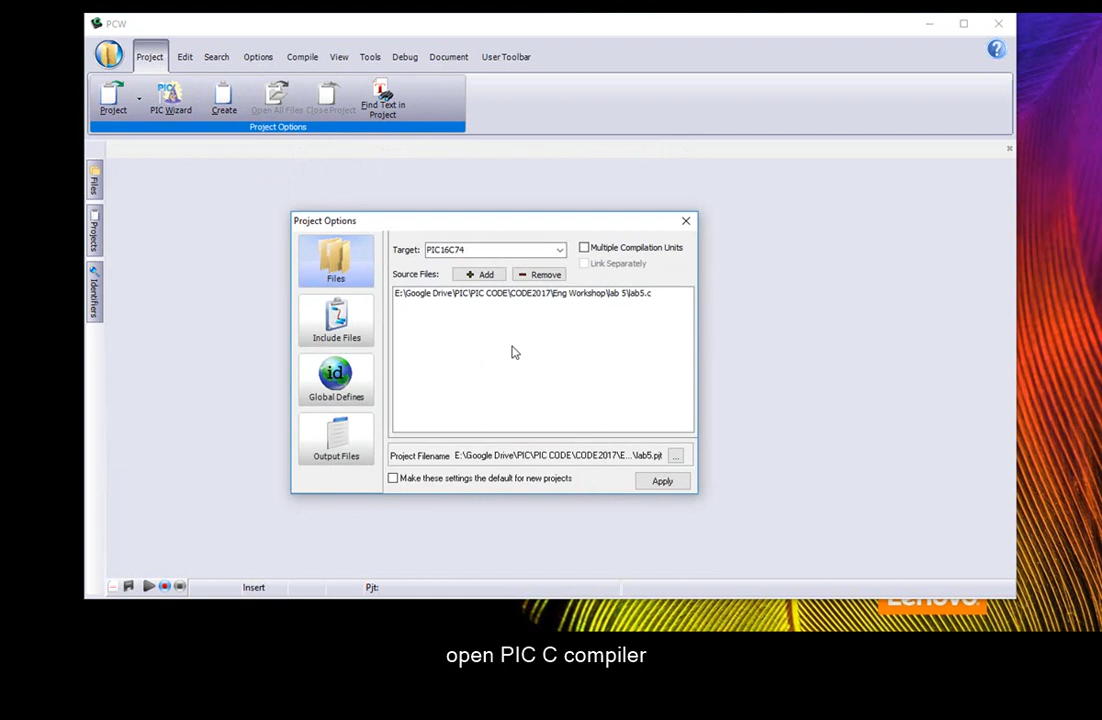 PCW
Project Edit Search Options Compile View Tools Debug Document User Toolbar
PIC
Project PIC Wizard Create Open All Files Close Project Find Text in Project
Project Options
Files
Projects
Identifiers
Project Options
Files
Include Files
id
Global Defines
Output Files
Target: PIC16C74
Multiple Compilation Units
Link Separately
Source Files: Add Remove
E:\Google Drive\PIC\PIC CODE\CODE2017\Eng Workshop\lab 5\lab5.c
Project Filename E:\Google Drive\PIC\PIC CODE\CODE2017\E...\lab5.pjt ...
Make these settings the default for new projects
Apply
Insert Pjt:
Lenovo
open PIC C compiler